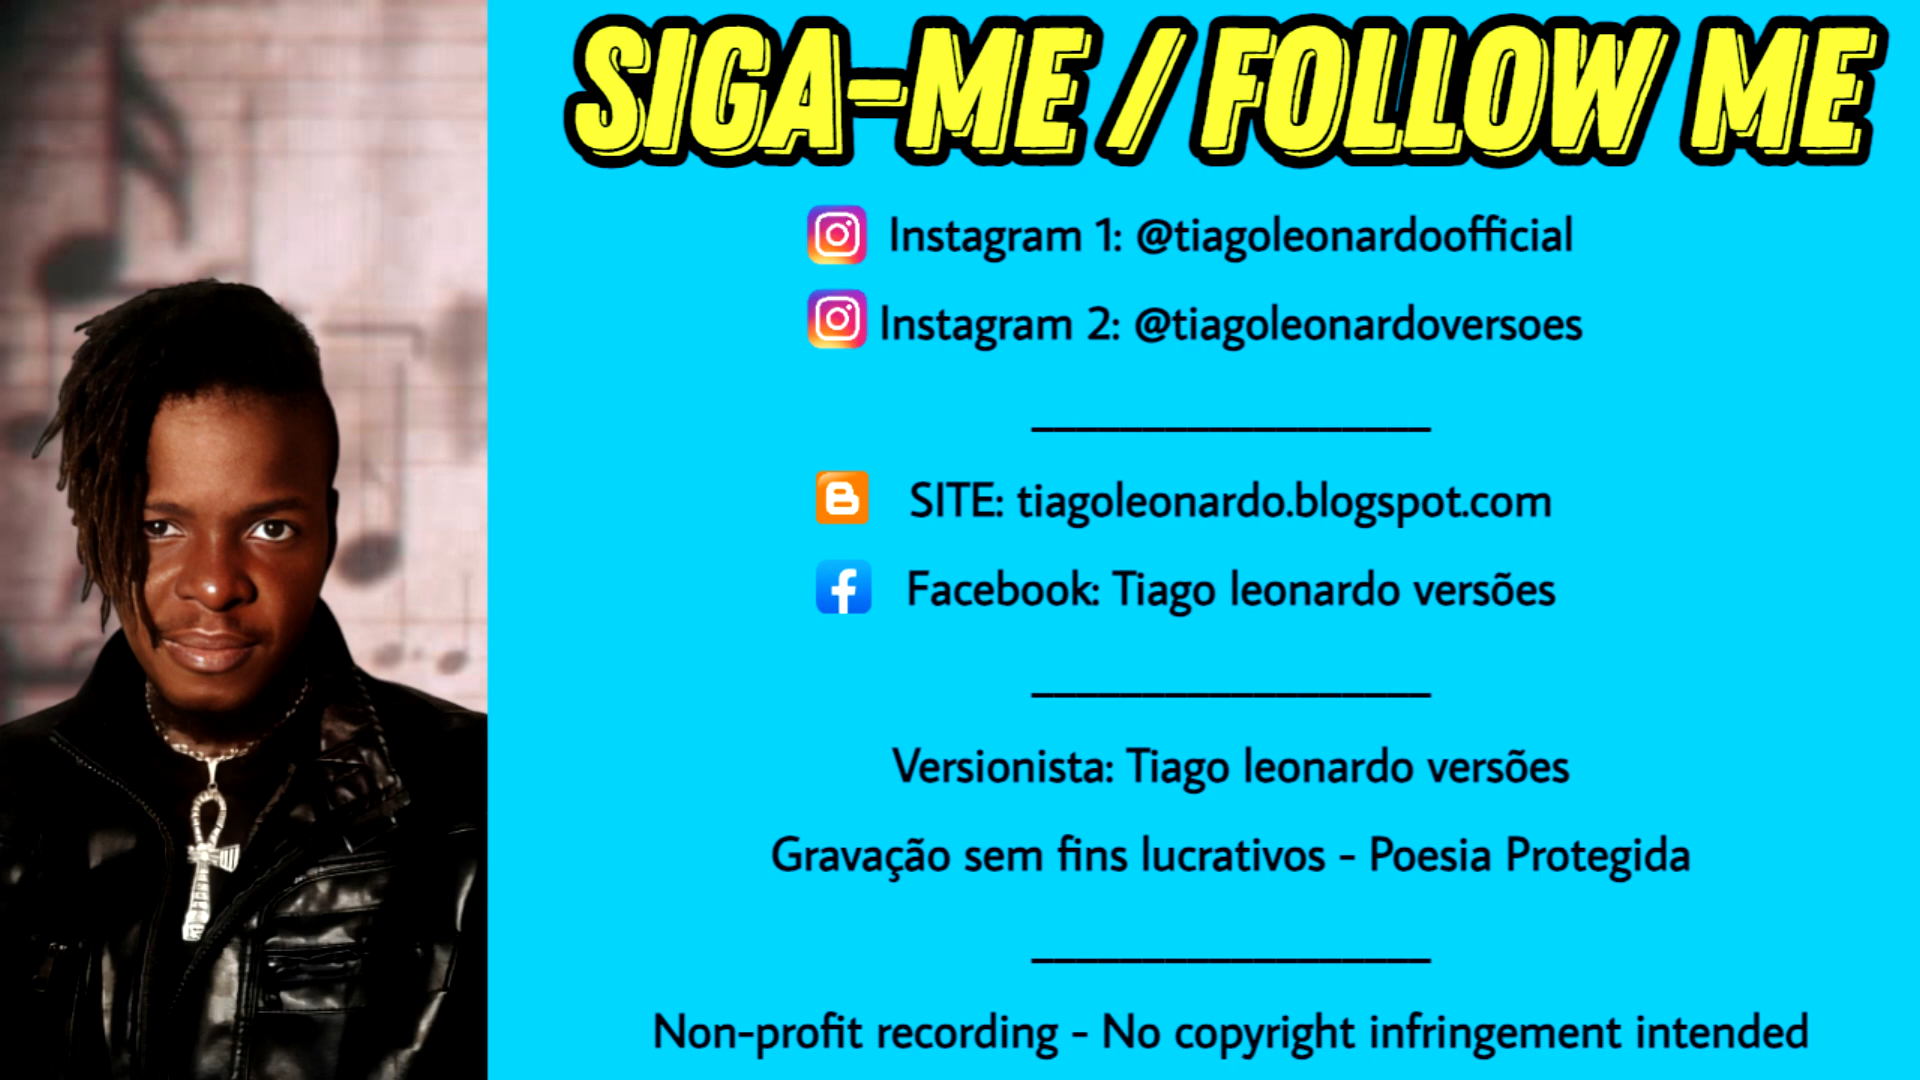 SIGA-ME / FOLLOW ME
Instagram 1: @tiagoleonardoofficial
Instagram 2: @tiagoleonardoversoes
SITE: tiagoleonardo.blogspot.com
Facebook: Tiago leonardo versões
Versionista: Tiago leonardo versões
Gravação sem fins lucrativos - Poesia Protegida
Non-profit recording - No copyright infringement intended